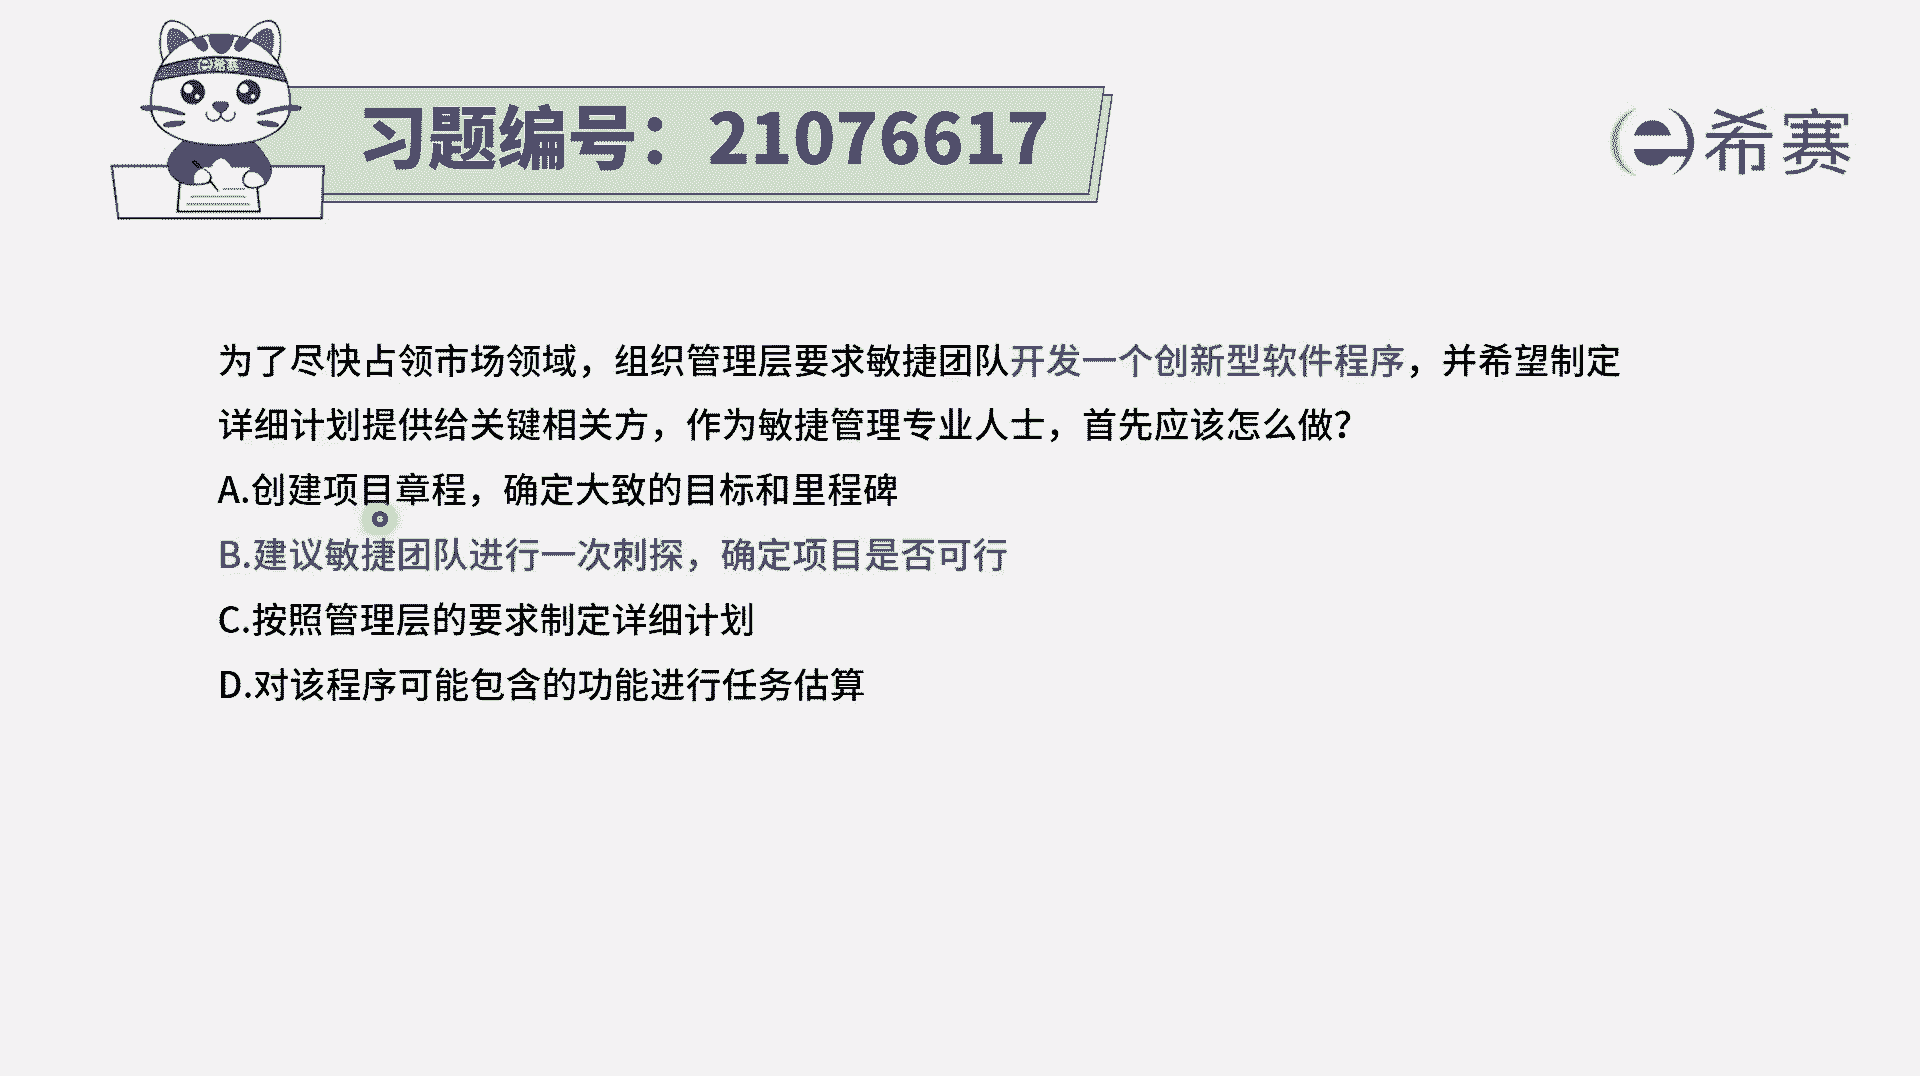 希赛
习题编号：21076617
希赛
为了尽快占领市场领域，组织管理层要求敏捷团队开发一个创新型软件程序，并希望制定
详细计划提供给关键相关方，作为敏捷管理专业人士，首先应该怎么做？
A.创建项目章程，确定大致的目标和里程碑
B.建议敏捷团队进行一次刺探，确定项目是否可行
C.按照管理层的要求制定详细计划
D.对该程序可能包含的功能进行任务估算